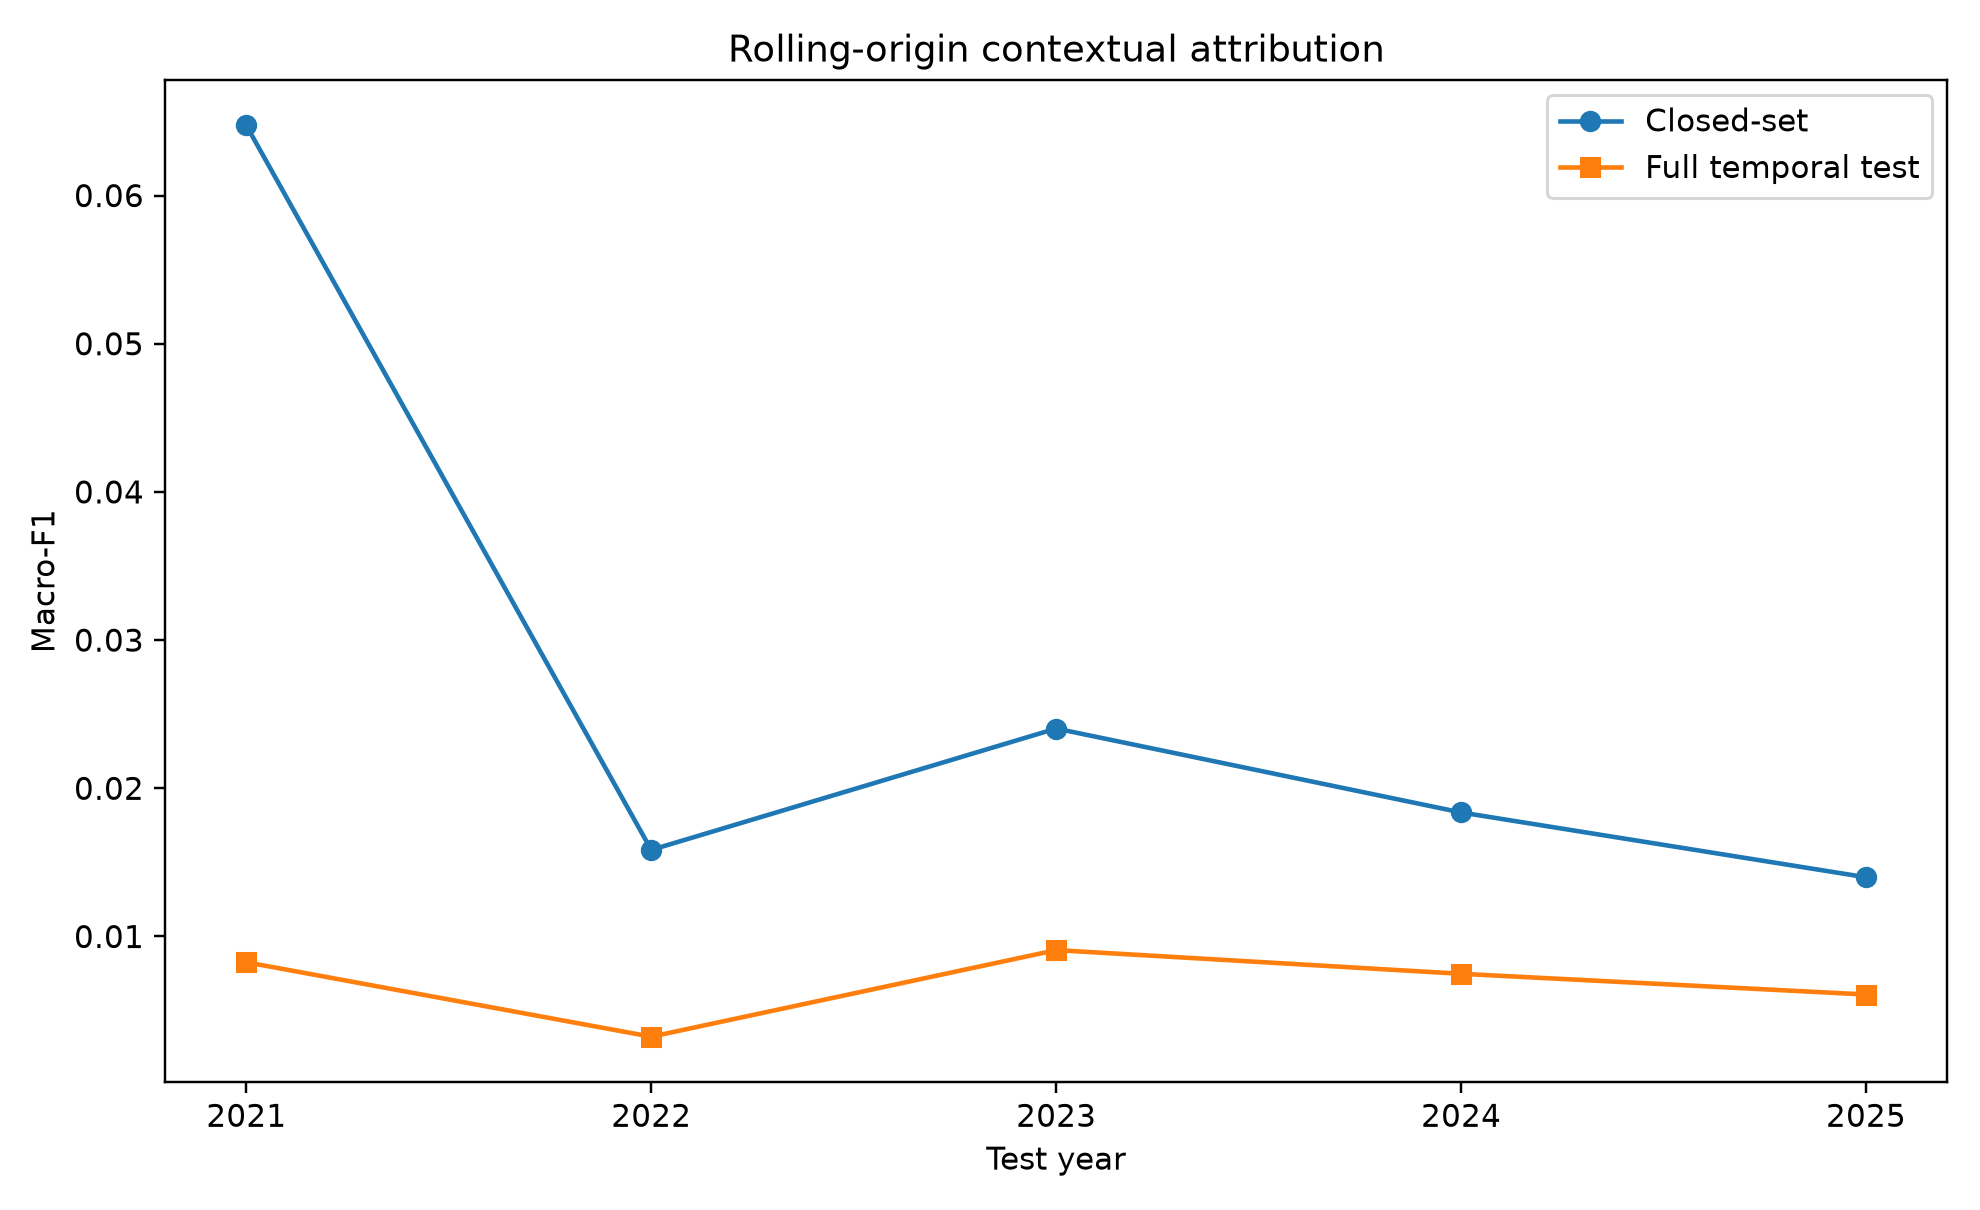 Rolling-origin contextual attribution
Closed-set
Full temporal test
0.06
0.05
0.04
0.03
0.02
0.01
Macro-F1
2021 2022 2023 2024 2025
Test year